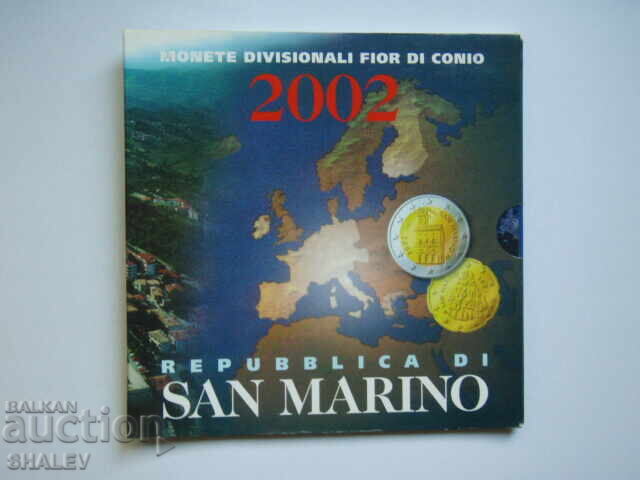 MONETE DIVISIONALI FIOR DI CONIO
2002
REPUBBLICA DI
SAN MARINO
BALKAN
auction
SHALEV